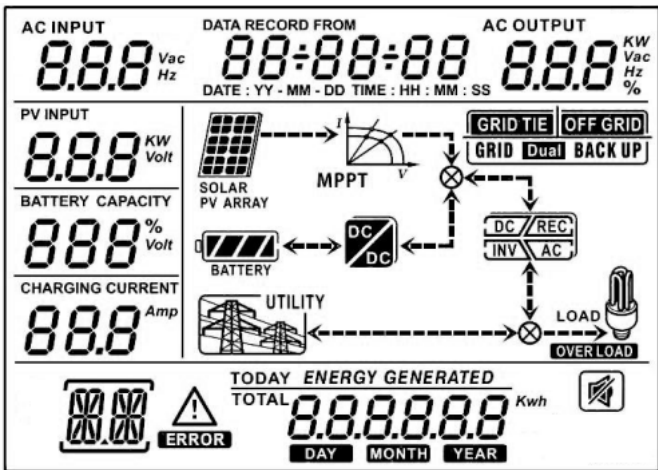 AC INPUT
8.8.8 Vac
Hz
DATA RECORD FROM
88:88:88
DATE : YY - MM - DD TIME : HH : MM : SS
AC OUTPUT
8.8.8 KW
Vac
Hz
%
PV INPUT
8.8.8 KW
Volt
BATTERY CAPACITY
888 %
Volt
CHARGING CURRENT
88.8 Amp
SOLAR
PV ARRAY
I
V
MPPT
GRID TIE OFF GRID
GRID Dual BACK UP
BATTERY
DC
DC
DC REC
INV AC
UTILITY
LOAD
OVER LOAD
ERROR
TODAY ENERGY GENERATED
TOTAL
8.8.8.8.8.8 Kwh
DAY MONTH YEAR